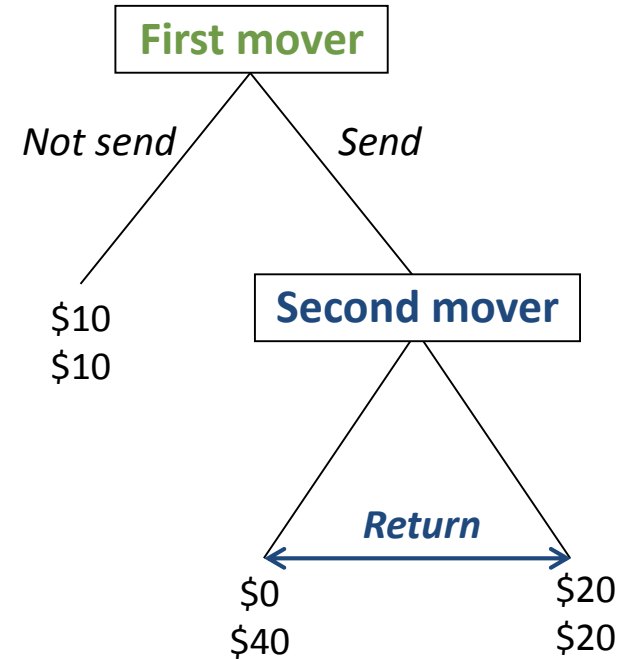 First mover
Not send
Send
Second mover
$10
$10
Return
$0
$20
$40
$20